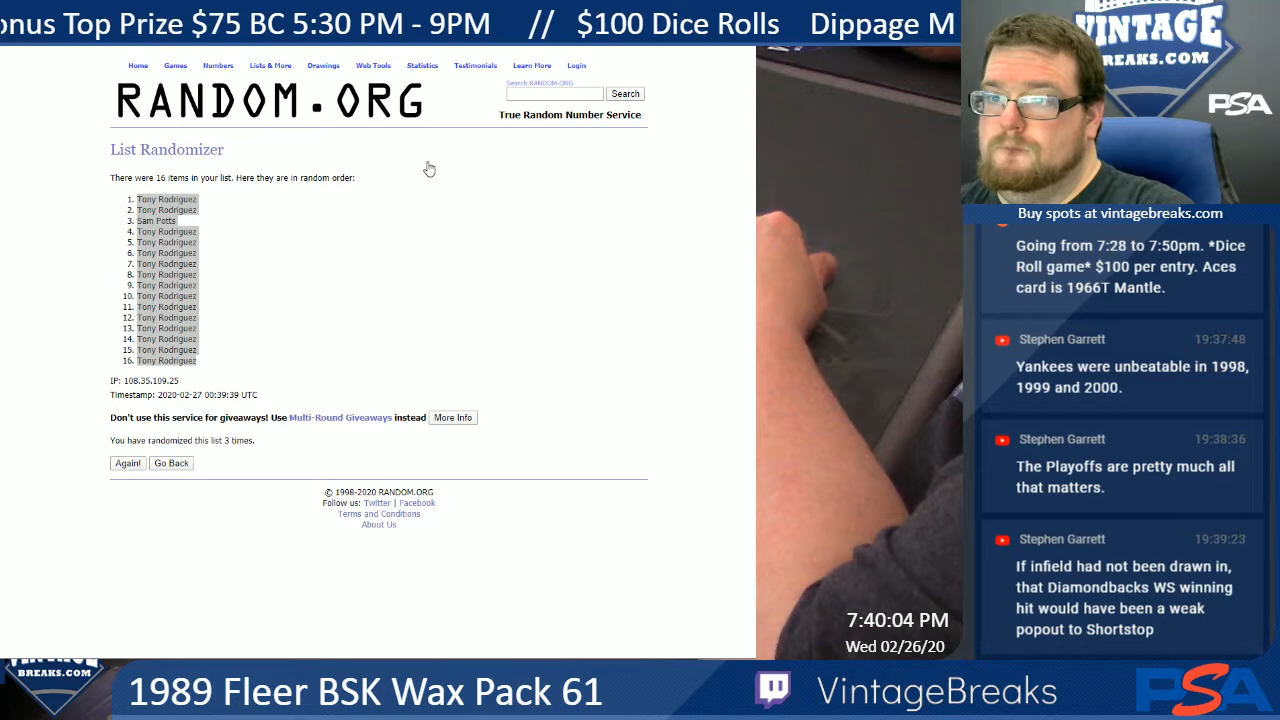 onus Top Prize $75 BC 5:30 PM - 9PM // $100 Dice Rolls Dippage M
VINTAGE
BREAKS.COM
PSA
Home Games Numbers Lists & More Drawings Web Tools Statistics Testimonials Learn More Login
RANDOM.ORG
Search RANDOM.ORG
Search
True Random Number Service
List Randomizer
There were 16 items in your list. Here they are in random order:
1. Tony Rodriguez
2. Tony Rodriguez
3. Sam Potts
4. Tony Rodriguez
5. Tony Rodriguez
6. Tony Rodriguez
7. Tony Rodriguez
8. Tony Rodriguez
9. Tony Rodriguez
10. Tony Rodriguez
11. Tony Rodriguez
12. Tony Rodriguez
13. Tony Rodriguez
14. Tony Rodriguez
15. Tony Rodriguez
16. Tony Rodriguez
IP: 108.35.109.25
Timestamp: 2020-02-27 00:39:39 UTC
Don't use this service for giveaways! Use Multi-Round Giveaways instead More Info
You have randomized this list 3 times.
Again! Go Back
© 1998-2020 RANDOM.ORG
Follow us: Twitter | Facebook
Terms and Conditions
About Us
Buy spots at vintagebreaks.com
Going from 7:28 to 7:50pm. *Dice
Roll game* $100 per entry. Aces
card is 1966T Mantle.
Stephen Garrett 19:37:48
Yankees were unbeatable in 1998,
1999 and 2000.
Stephen Garrett 19:38:36
The Playoffs are pretty much all
that matters.
Stephen Garrett 19:39:23
If infield had not been drawn in,
that Diamondbacks WS winning
hit would have been a weak
popout to Shortstop
7:40:04 PM
Wed 02/26/20
VINTAGE
BREAKS.COM
1989 Fleer BSK Wax Pack 61
VintageBreaks
PSA